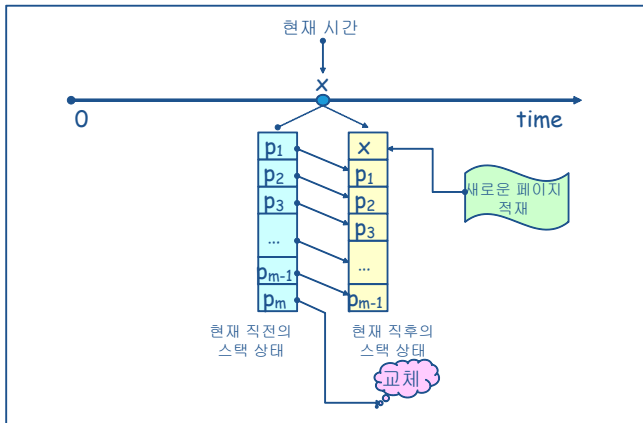 현재 시간
x
0
time
p1
p2
p3
...
pm-1
pm
x
p1
p2
p3
...
pm-1
새로운 페이지
적재
현재 직전의
스택 상태
현재 직후의
스택 상태
교체